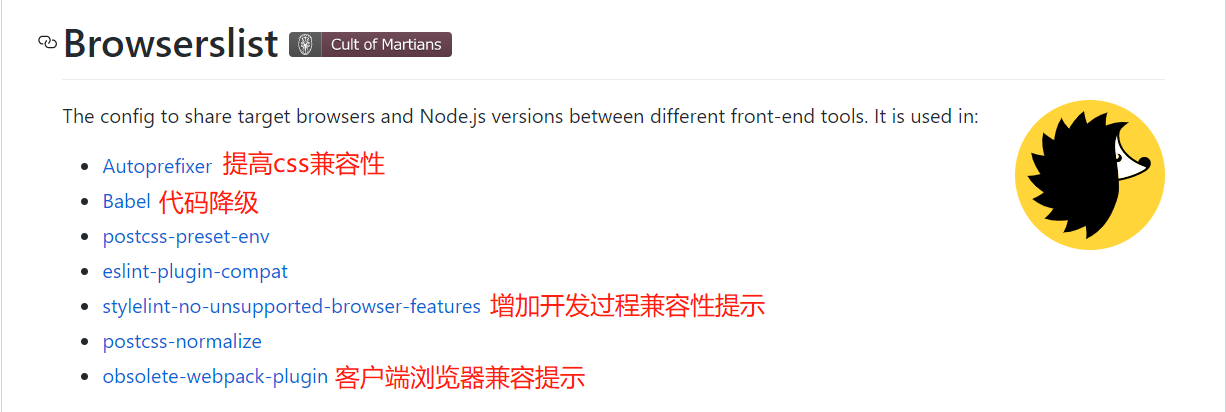 Browserslist Cult of Martians
The config to share target browsers and Node.js versions between different front-end tools. It is used in:
Autoprefixer 提高css兼容性
Babel 代码降级
postcss-preset-env
eslint-plugin-compat
stylelint-no-unsupported-browser-features 增加开发过程兼容性提示
postcss-normalize
obsolete-webpack-plugin 客户端浏览器兼容提示